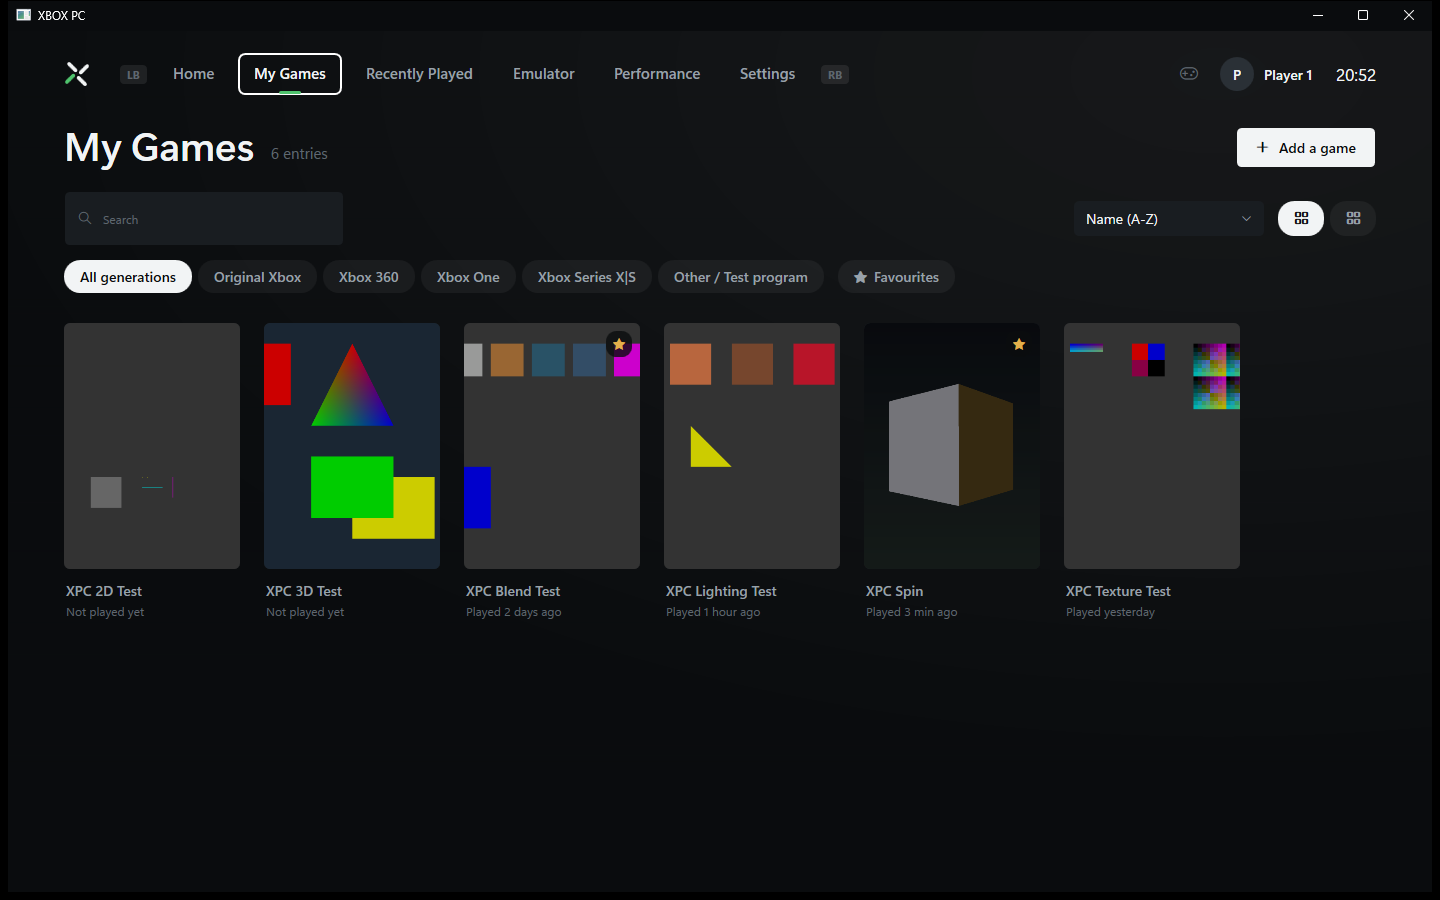 XBOX PC
LB Home My Games Recently Played Emulator Performance Settings RB P Player 1 20:52
My Games 6 entries + Add a game
Search Name (A-Z)
All generations Original Xbox Xbox 360 Xbox One Xbox Series X|S Other / Test program Favourites
XPC 2D Test XPC 3D Test XPC Blend Test XPC Lighting Test XPC Spin XPC Texture Test
Not played yet Not played yet Played 2 days ago Played 1 hour ago Played 3 min ago Played yesterday